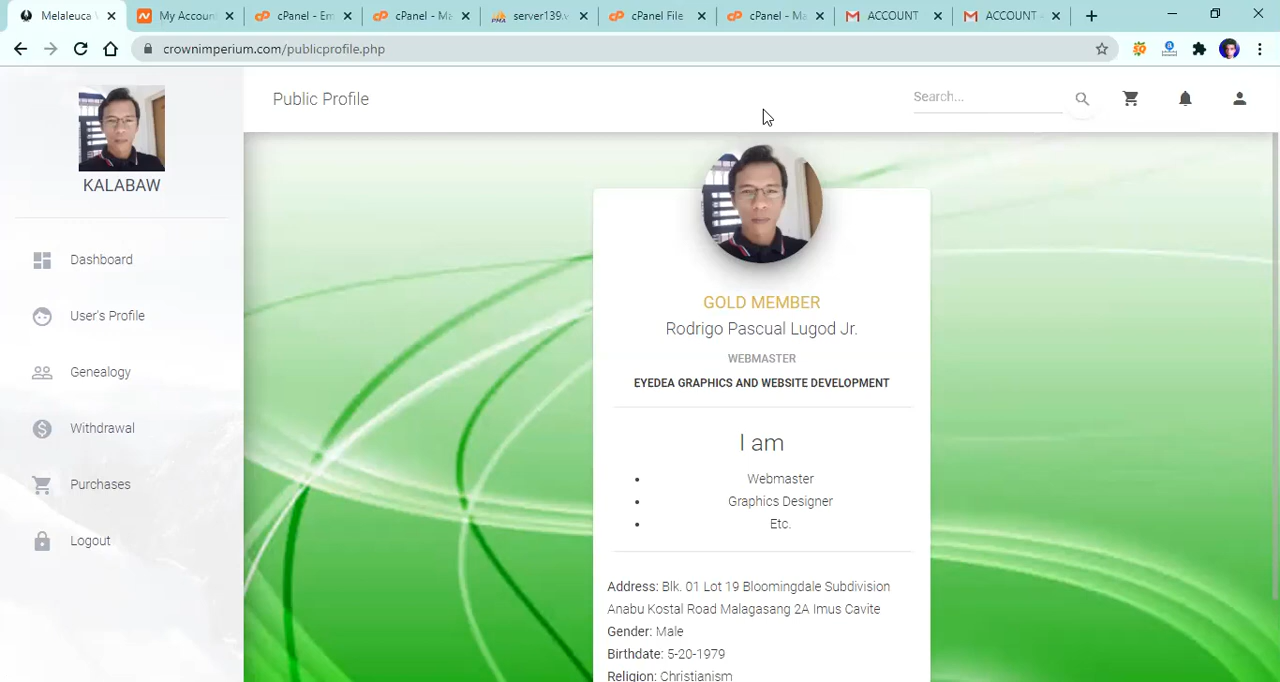 Melaleuca W
My Accoun
cPanel - Em
cPanel - Ma
server139.w
cPanel File
cPanel - Ma
ACCOUNT
ACCOUNT
crownimperium.com/publicprofile.php
KALABAW
Public Profile
Search...
Dashboard
User's Profile
Genealogy
Withdrawal
Purchases
Logout
GOLD MEMBER
Rodrigo Pascual Lugod Jr.
WEBMASTER
EYEDEA GRAPHICS AND WEBSITE DEVELOPMENT
I am
• Webmaster
• Graphics Designer
• Etc.
Address: Blk. 01 Lot 19 Bloomingdale Subdivision
Anabu Kostal Road Malagasang 2A Imus Cavite
Gender: Male
Birthdate: 5-20-1979
Religion: Christianism